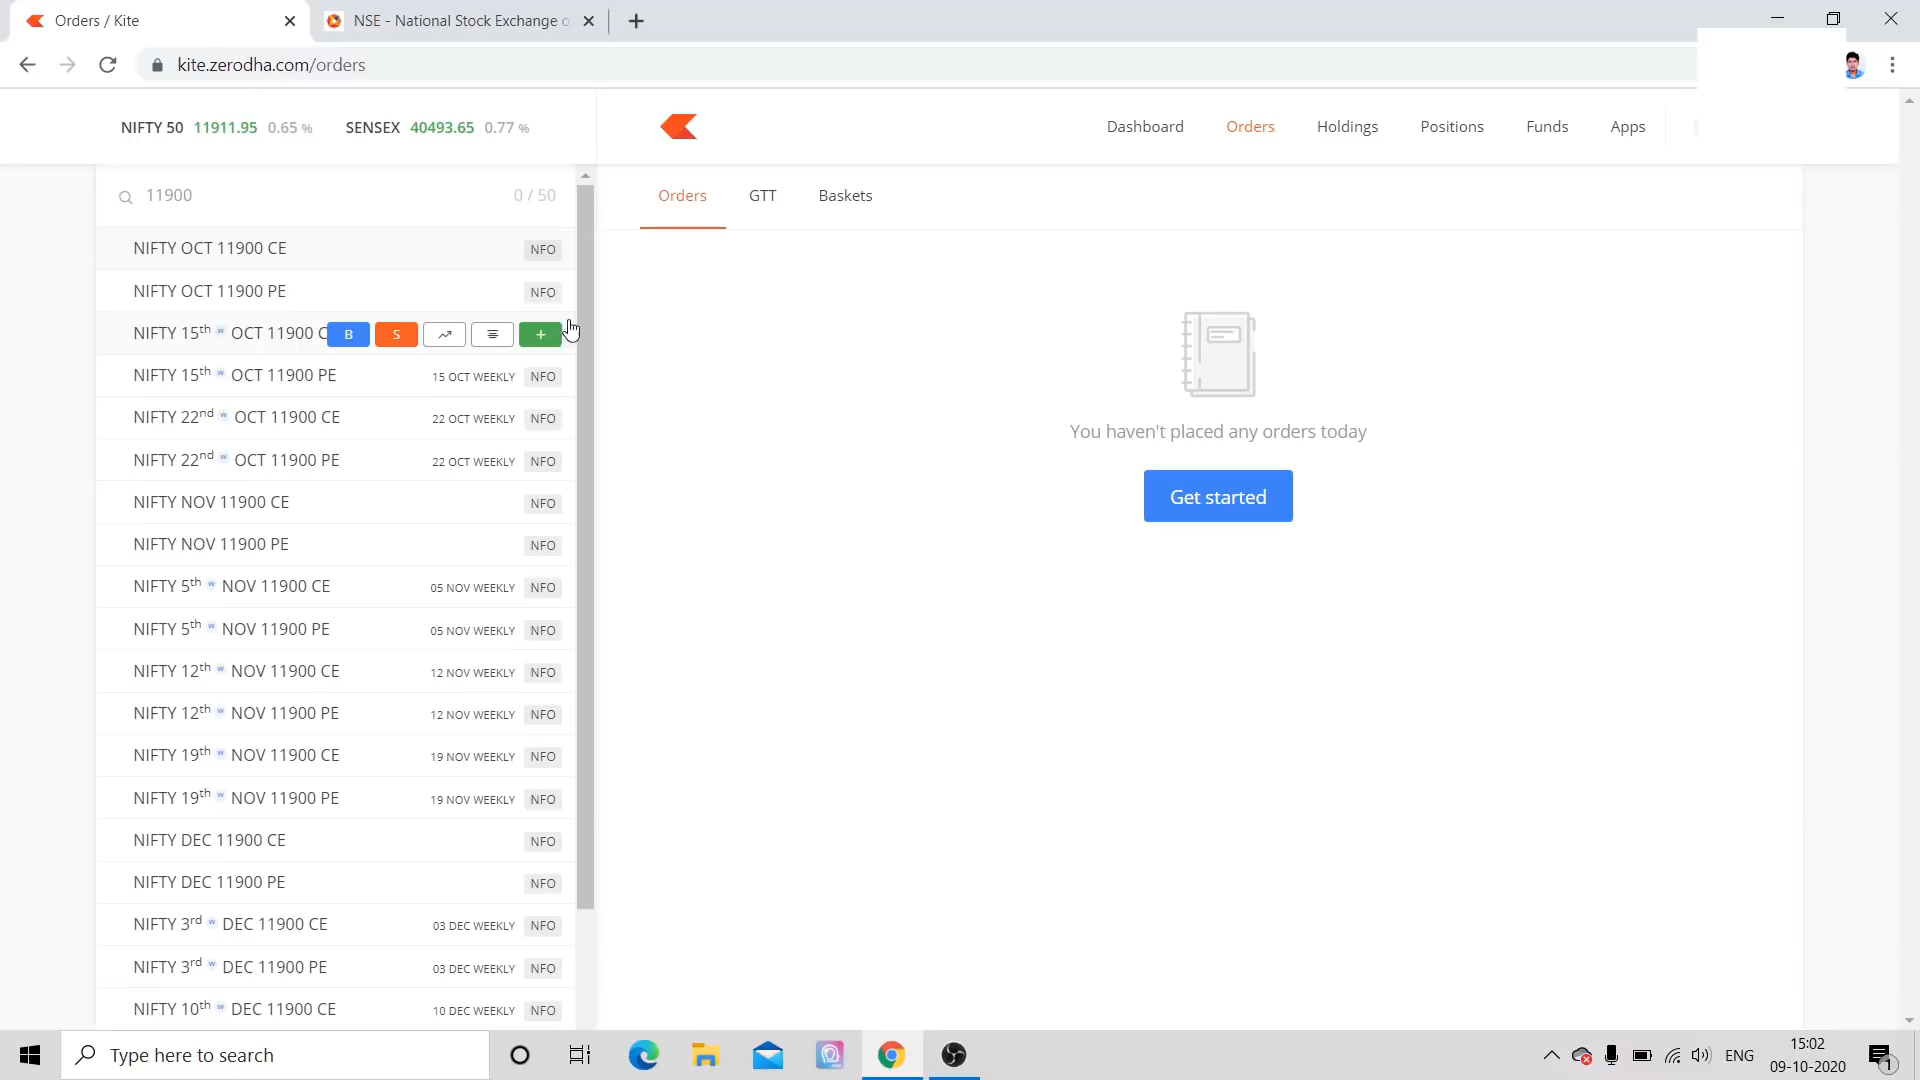 Orders / Kite
NSE - National Stock Exchange o
kite.zerodha.com/orders
NIFTY 50 11911.95 0.65 % SENSEX 40493.65 0.77 %
Dashboard Orders Holdings Positions Funds Apps
11900 0 / 50
Orders GTT Baskets
NIFTY OCT 11900 CE NFO
NIFTY OCT 11900 PE NFO
NIFTY 15th w OCT 11900 C B S +
NIFTY 15th w OCT 11900 PE 15 OCT WEEKLY NFO
NIFTY 22nd w OCT 11900 CE 22 OCT WEEKLY NFO
NIFTY 22nd w OCT 11900 PE 22 OCT WEEKLY NFO
NIFTY NOV 11900 CE NFO
NIFTY NOV 11900 PE NFO
NIFTY 5th w NOV 11900 CE 05 NOV WEEKLY NFO
NIFTY 5th w NOV 11900 PE 05 NOV WEEKLY NFO
NIFTY 12th w NOV 11900 CE 12 NOV WEEKLY NFO
NIFTY 12th w NOV 11900 PE 12 NOV WEEKLY NFO
NIFTY 19th w NOV 11900 CE 19 NOV WEEKLY NFO
NIFTY 19th w NOV 11900 PE 19 NOV WEEKLY NFO
NIFTY DEC 11900 CE NFO
NIFTY DEC 11900 PE NFO
NIFTY 3rd w DEC 11900 CE 03 DEC WEEKLY NFO
NIFTY 3rd w DEC 11900 PE 03 DEC WEEKLY NFO
NIFTY 10th w DEC 11900 CE 10 DEC WEEKLY NFO
You haven't placed any orders today
Get started
Type here to search
ENG
15:02
09-10-2020
1